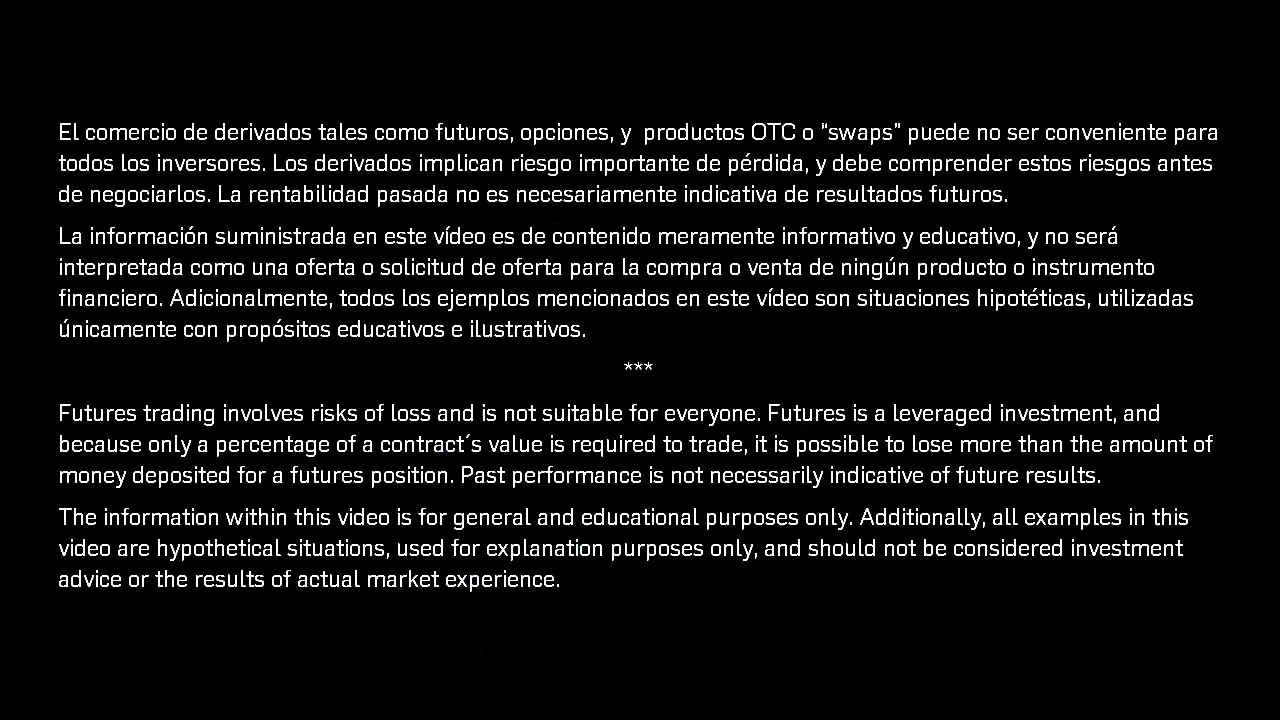 El comercio de derivados tales como futuros, opciones, y  productos OTC o “swaps” puede no ser conveniente para
todos los inversores. Los derivados implican riesgo importante de pérdida, y debe comprender estos riesgos antes
de negociarlos. La rentabilidad pasada no es necesariamente indicativa de resultados futuros.
La información suministrada en este vídeo es de contenido meramente informativo y educativo, y no será
interpretada como una oferta o solicitud de oferta para la compra o venta de ningún producto o instrumento
financiero. Adicionalmente, todos los ejemplos mencionados en este vídeo son situaciones hipotéticas, utilizadas
únicamente con propósitos educativos e ilustrativos.
***
Futures trading involves risks of loss and is not suitable for everyone. Futures is a leveraged investment, and
because only a percentage of a contract´s value is required to trade, it is possible to lose more than the amount of
money deposited for a futures position. Past performance is not necessarily indicative of future results.
The information within this video is for general and educational purposes only. Additionally, all examples in this
video are hypothetical situations, used for explanation purposes only, and should not be considered investment
advice or the results of actual market experience.